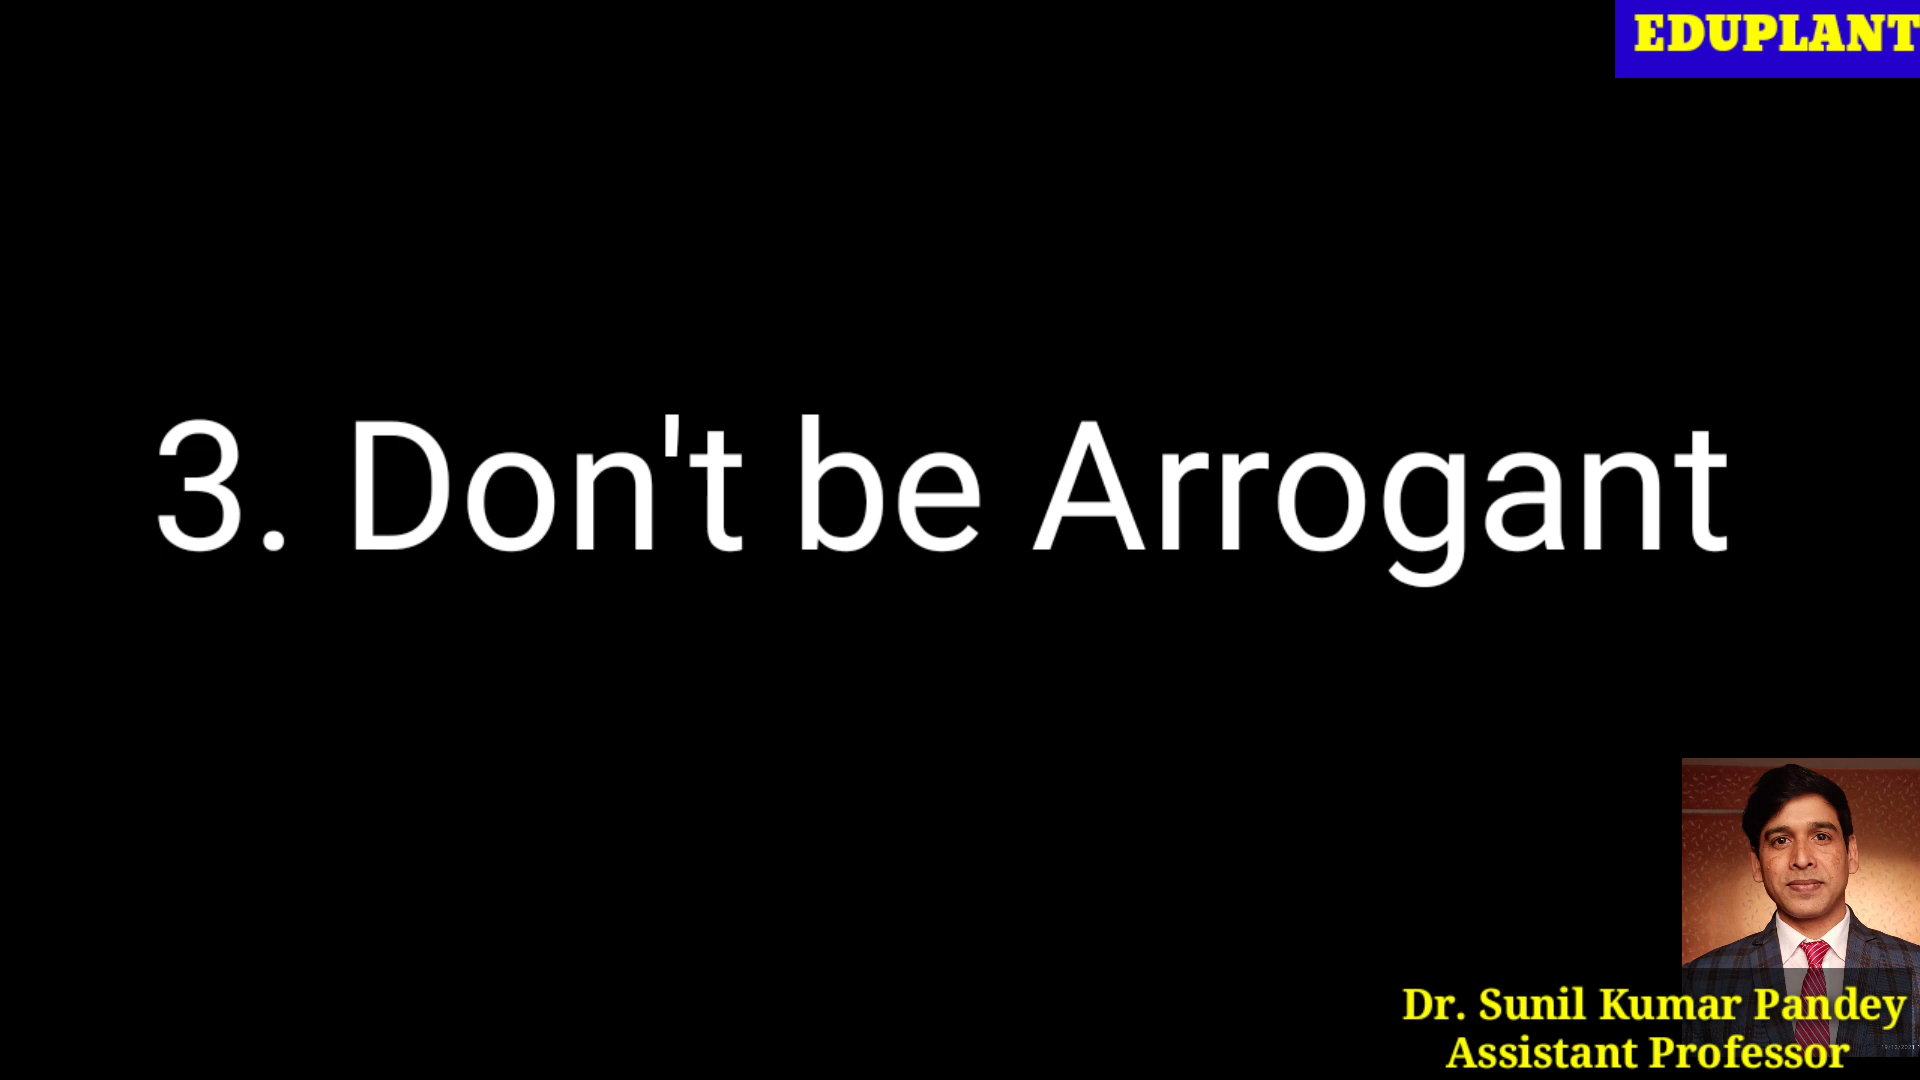 EDUPLANT
3. Don't be Arrogant
Dr. Sunil Kumar Pandey
Assistant Professor